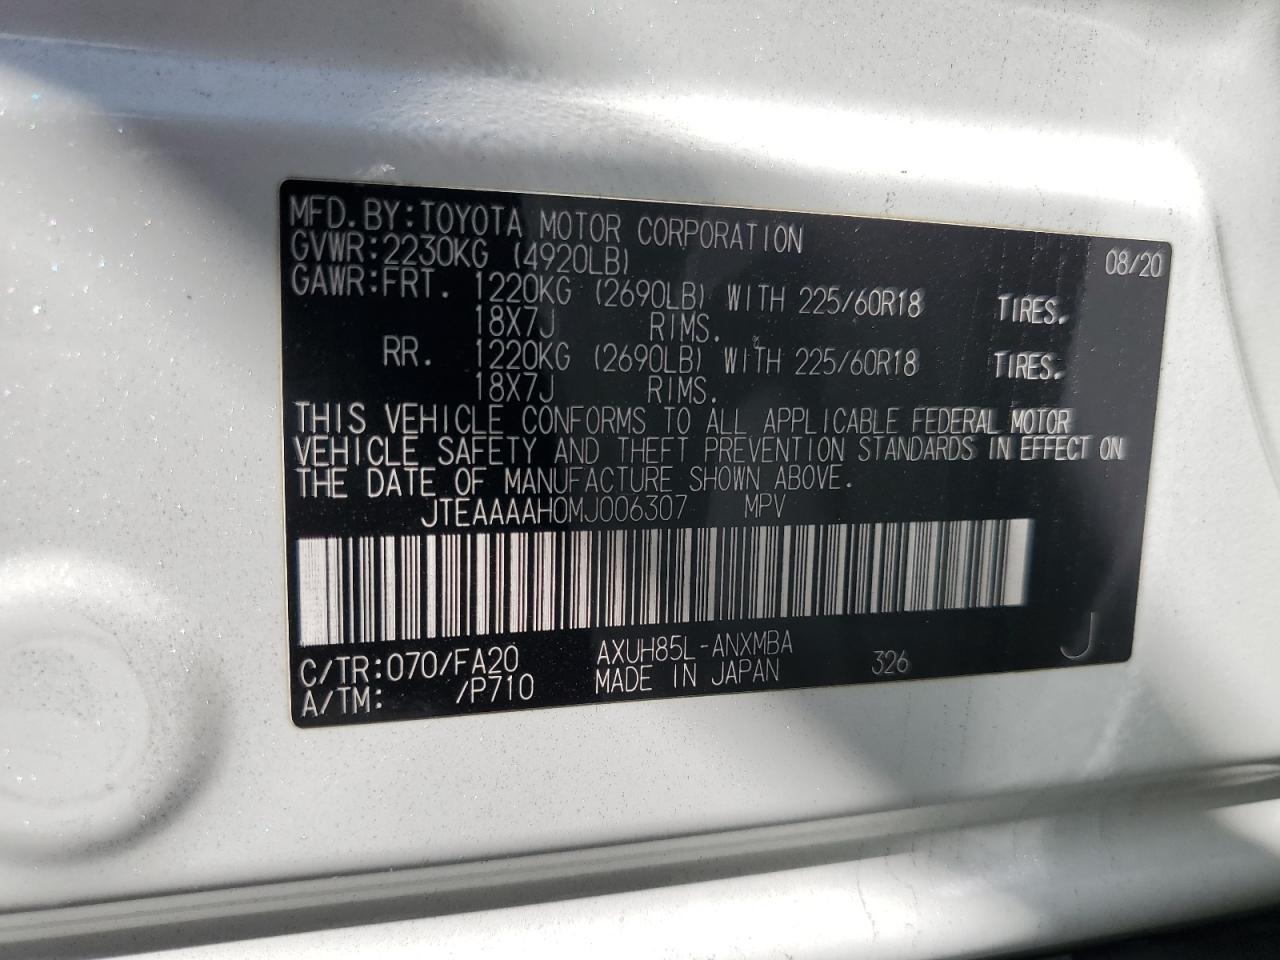 MFD.BY:TOYOTA MOTOR CORPORATION 08/20
GVWR:2230KG (4920LB)
GAWR:FRT. 1220KG (2690LB) WITH 225/60R18 TIRES.
18X7J RIMS.
RR. 1220KG (2690LB) WITH 225/60R18 TIRES.
18X7J RIMS.
THIS VEHICLE CONFORMS TO ALL APPLICABLE FEDERAL MOTOR
VEHICLE SAFETY AND THEFT PREVENTION STANDARDS IN EFFECT ON
THE DATE OF MANUFACTURE SHOWN ABOVE.
JTEAAAAH0MJ006307 MPV
C/TR:070/FA20 AXUH85L-ANXMBA 326 J
A/TM: /P710 MADE IN JAPAN